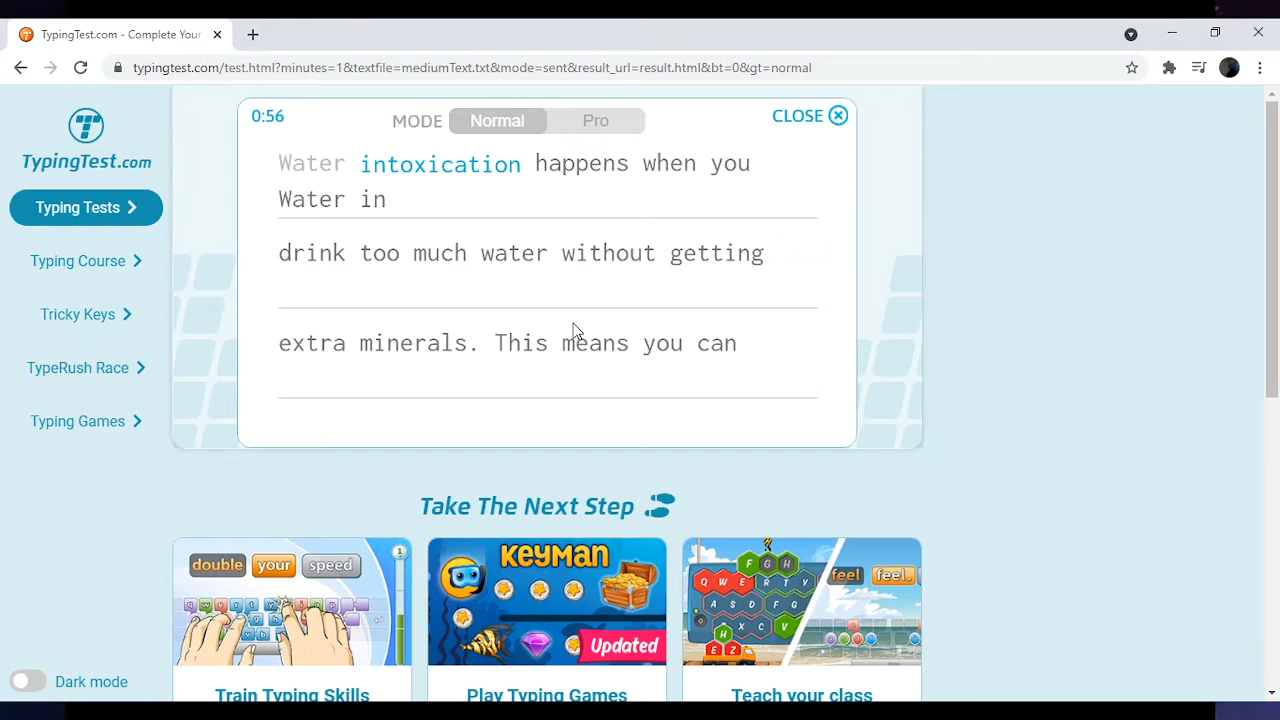 TypingTest.com - Complete Your
typingtest.com/test.html?minutes=1&textfile=mediumText.txt&mode=sent&result_url=result.html&bt=0&gt=normal
0:56
MODE Normal Pro
CLOSE
TypingTest.com
Typing Tests
Typing Course
Tricky Keys
TypeRush Race
Typing Games
Water intoxication happens when you
Water in
drink too much water without getting
extra minerals. This means you can
Take The Next Step
double your speed
1
KEYMAN
Updated
F G H
Q W E R T Y
A S D F G
X C V
H
E Z
feel feel..
Train Typing Skills
Play Typing Games
Teach your class
Dark mode